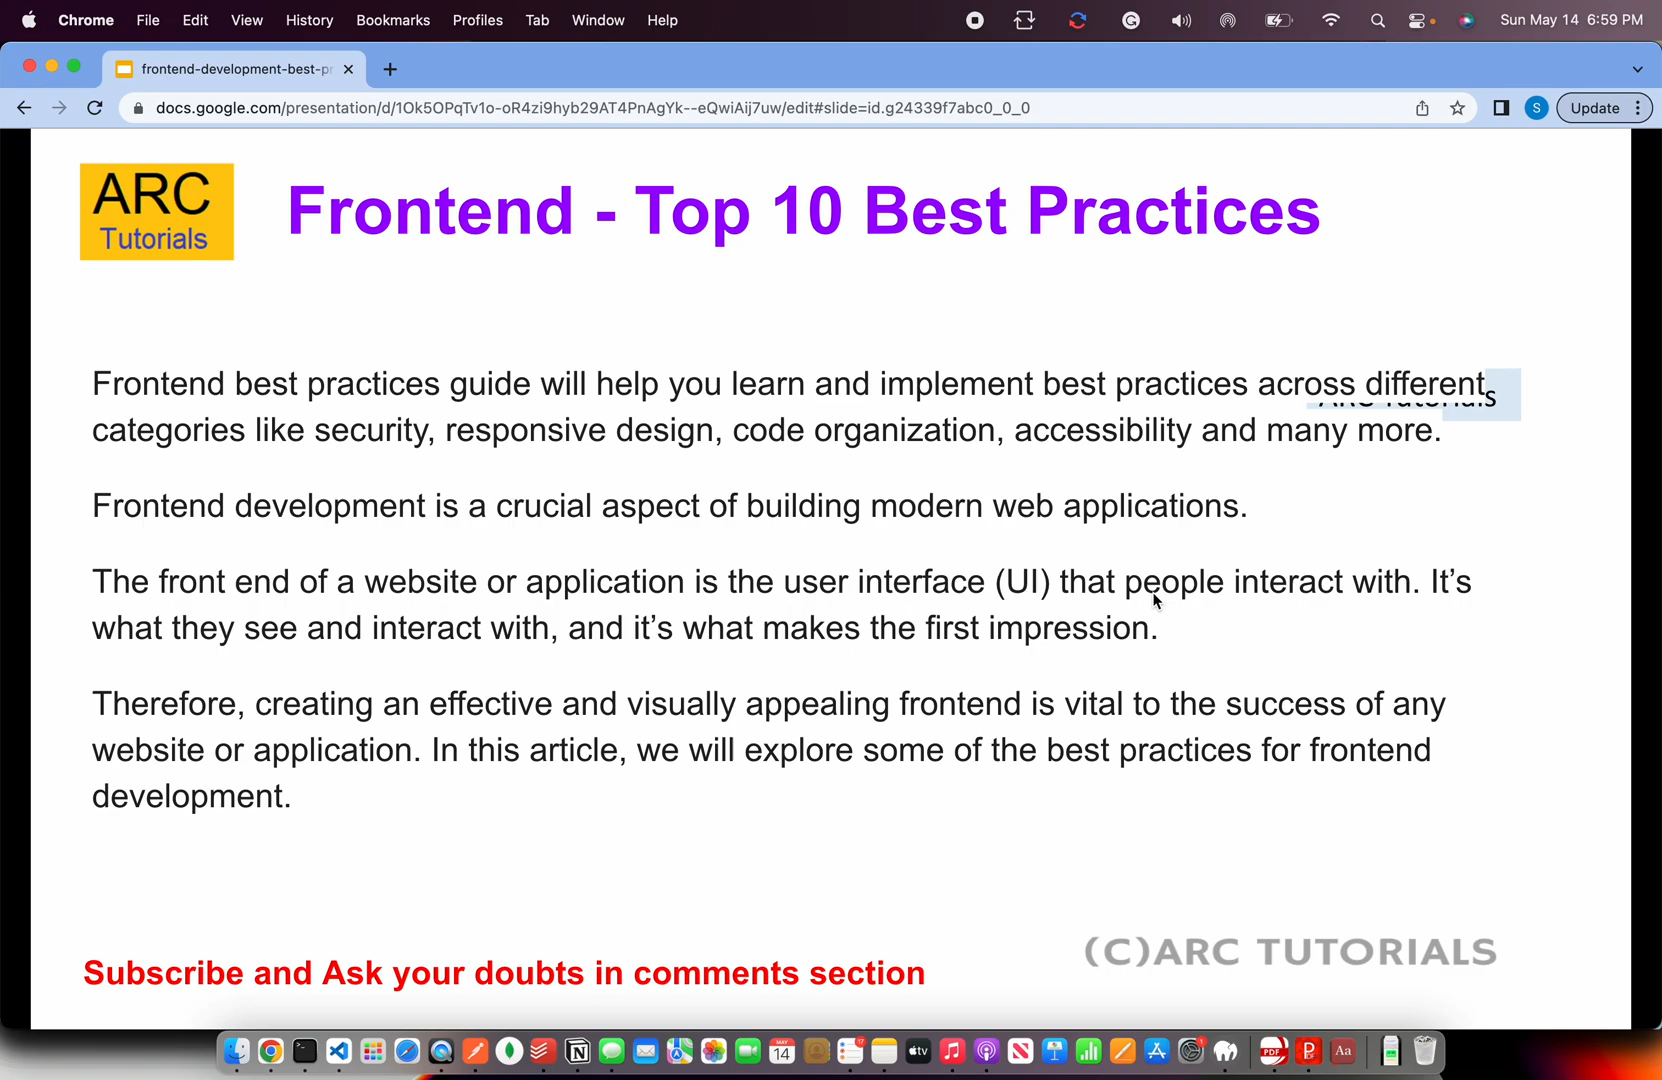 Chrome File Edit View History Bookmarks Profiles Tab Window Help Sun May 14 6:59 PM
frontend-development-best-pr
docs.google.com/presentation/d/1Ok5OPqTv1o-oR4zi9hyb29AT4PnAgYk--eQwiAij7uw/edit#slide=id.g24339f7abc0_0_0 S Update
ARC
Tutorials
Frontend - Top 10 Best Practices
Frontend best practices guide will help you learn and implement best practices across different
categories like security, responsive design, code organization, accessibility and many more.
Frontend development is a crucial aspect of building modern web applications.
The front end of a website or application is the user interface (UI) that people interact with. It’s
what they see and interact with, and it’s what makes the first impression.
Therefore, creating an effective and visually appealing frontend is vital to the success of any
website or application. In this article, we will explore some of the best practices for frontend
development.
(C)ARC TUTORIALS
Subscribe and Ask your doubts in comments section
MAY
14
17
tv
1
PDF
Aa